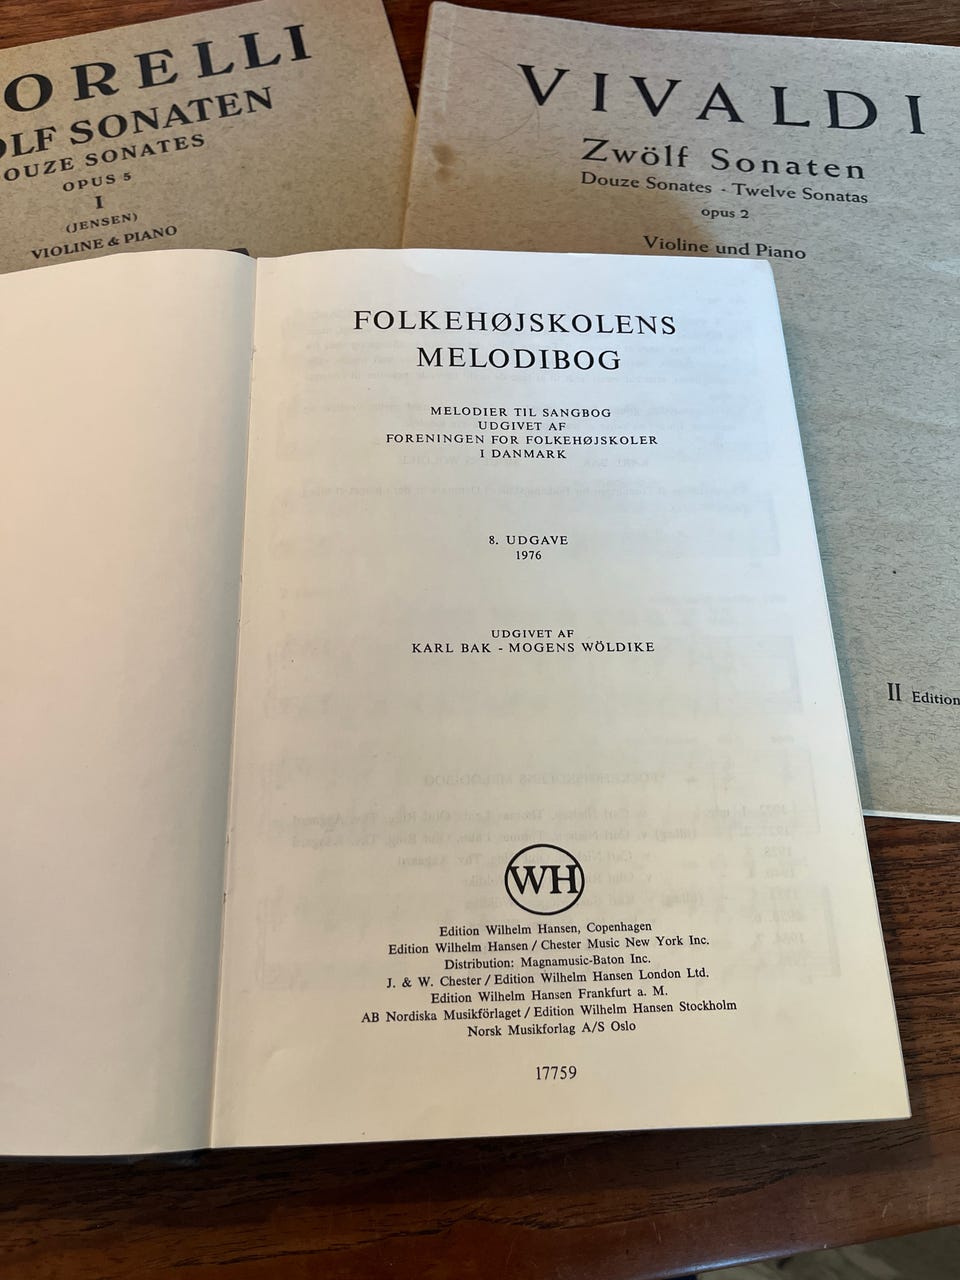 ORELLI
OLF SONATEN
OUZE SONATES
OPUS 5
I
(JENSEN)
VIOLINE & PIANO
VIVALDI
Zwölf Sonaten
Douze Sonates - Twelve Sonatas
opus 2
Violine und Piano
II Edition
FOLKEHØJSKOLENS
MELODIBOG
MELODIER TIL SANGBOG
UDGIVET AF
FORENINGEN FOR FOLKEHØJSKOLER
I DANMARK
8. UDGAVE
1976
UDGIVET AF
KARL BAK - MOGENS WÖLDIKE
WH
Edition Wilhelm Hansen, Copenhagen
Edition Wilhelm Hansen / Chester Music New York Inc.
Distribution: Magnamusic-Baton Inc.
J. & W. Chester / Edition Wilhelm Hansen London Ltd.
Edition Wilhelm Hansen Frankfurt a. M.
AB Nordiska Musikförlaget / Edition Wilhelm Hansen Stockholm
Norsk Musikforlag A/S Oslo
17759